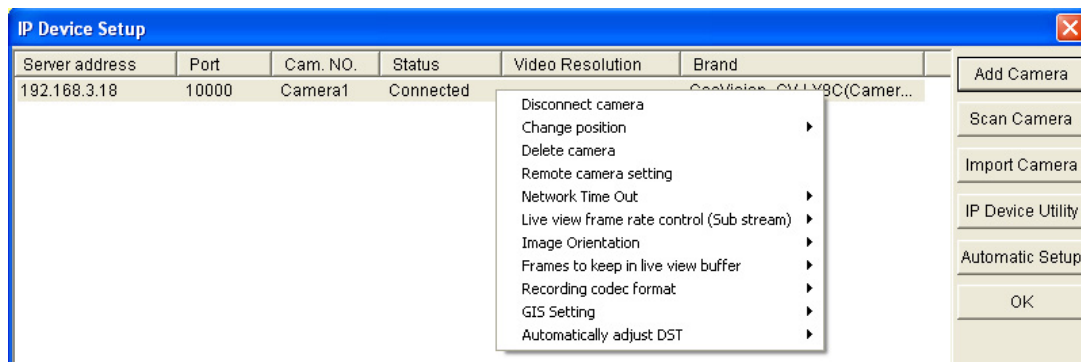 IP Device Setup
Server address Port Cam. NO. Status Video Resolution Brand
192.168.3.18 10000 Camera1 Connected (Camer...
Disconnect camera
Change position
Delete camera
Remote camera setting
Network Time Out
Live view frame rate control (Sub stream)
Image Orientation
Frames to keep in live view buffer
Recording codec format
GIS Setting
Automatically adjust DST
Add Camera
Scan Camera
Import Camera
IP Device Utility
Automatic Setup
OK